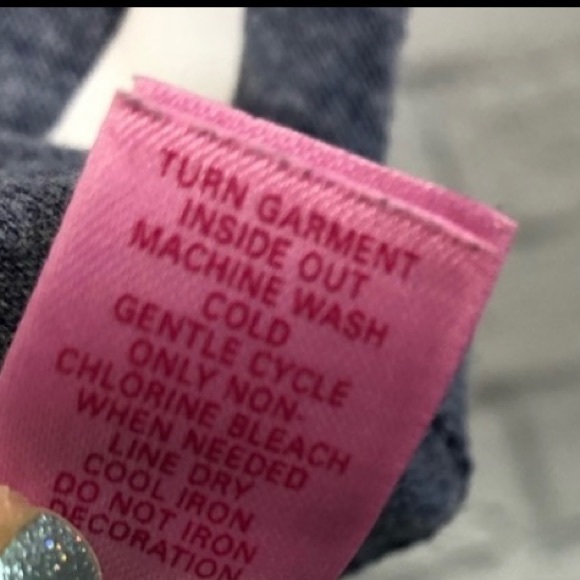 TURN GARMENT
INSIDE OUT
MACHINE WASH
COLD
GENTLE CYCLE
ONLY NON-
CHLORINE BLEACH
WHEN NEEDED
LINE DRY
COOL IRON
DO NOT IRON
DECORATION